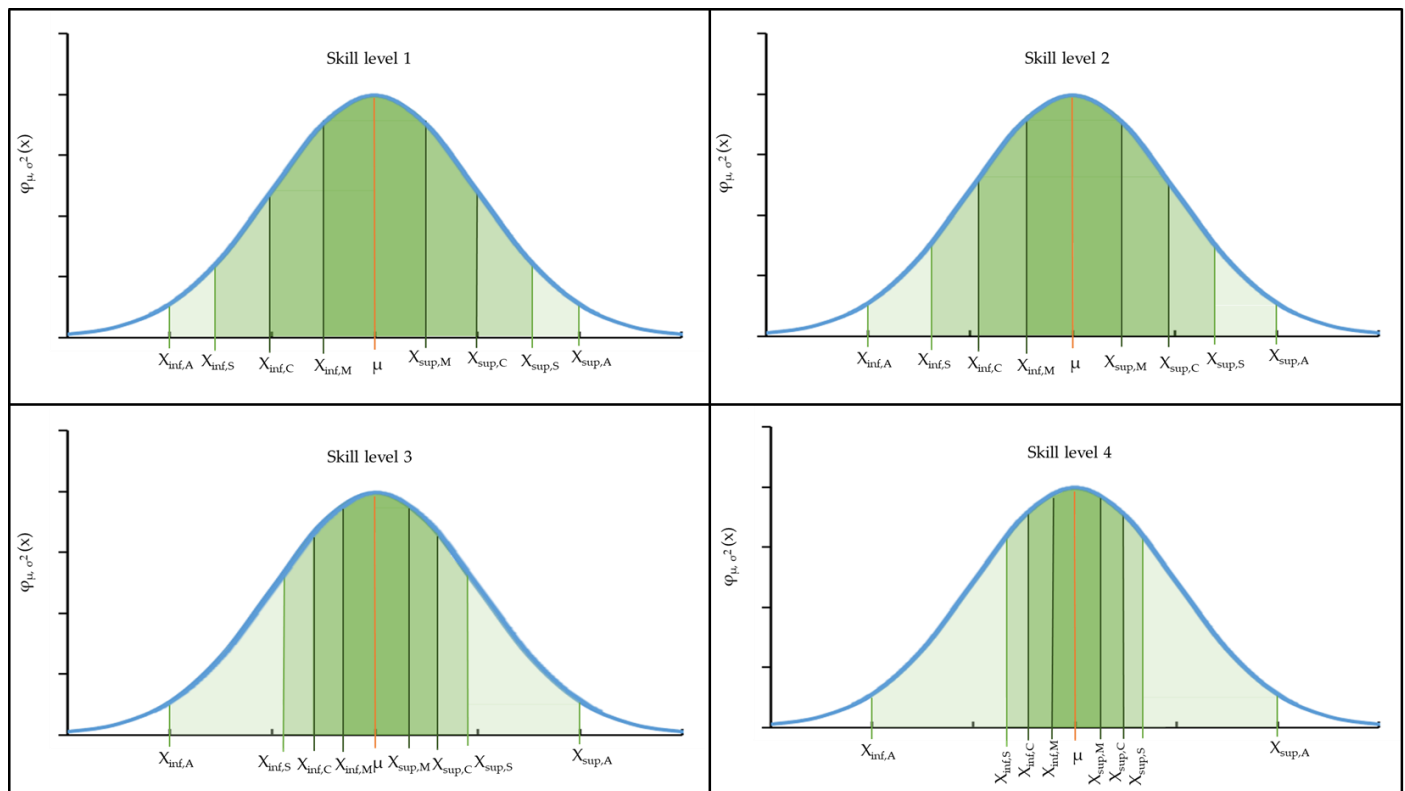 Skill level 1
φμ, σ²(x)
Xinf,A Xinf,S Xinf,C Xinf,M μ Xsup,M Xsup,C Xsup,S Xsup,A
Skill level 2
φμ, σ²(x)
Xinf,A Xinf,S Xinf,C Xinf,M μ Xsup,M Xsup,C Xsup,S Xsup,A
Skill level 3
φμ, σ²(x)
Xinf,A Xinf,S Xinf,C Xinf,M μ Xsup,M Xsup,C Xsup,S Xsup,A
Skill level 4
φμ, σ²(x)
Xinf,A Xinf,S Xinf,C Xinf,M μ Xsup,M Xsup,C Xsup,S Xsup,A